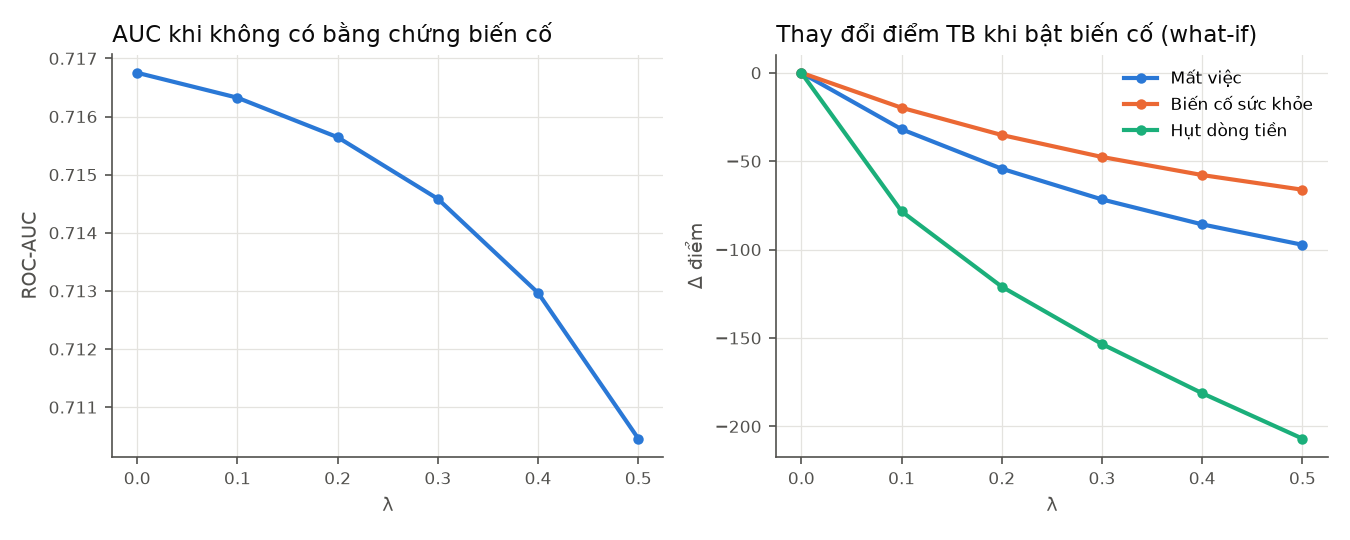 AUC khi không có bằng chứng biến cố
0.717
0.716
0.715
0.714
0.713
0.712
0.711
ROC-AUC
0.0 0.1 0.2 0.3 0.4 0.5
λ
Thay đổi điểm TB khi bật biến cố (what-if)
Mất việc
Biến cố sức khỏe
Hụt dòng tiền
0
−50
−100
−150
−200
Δ điểm
0.0 0.1 0.2 0.3 0.4 0.5
λ